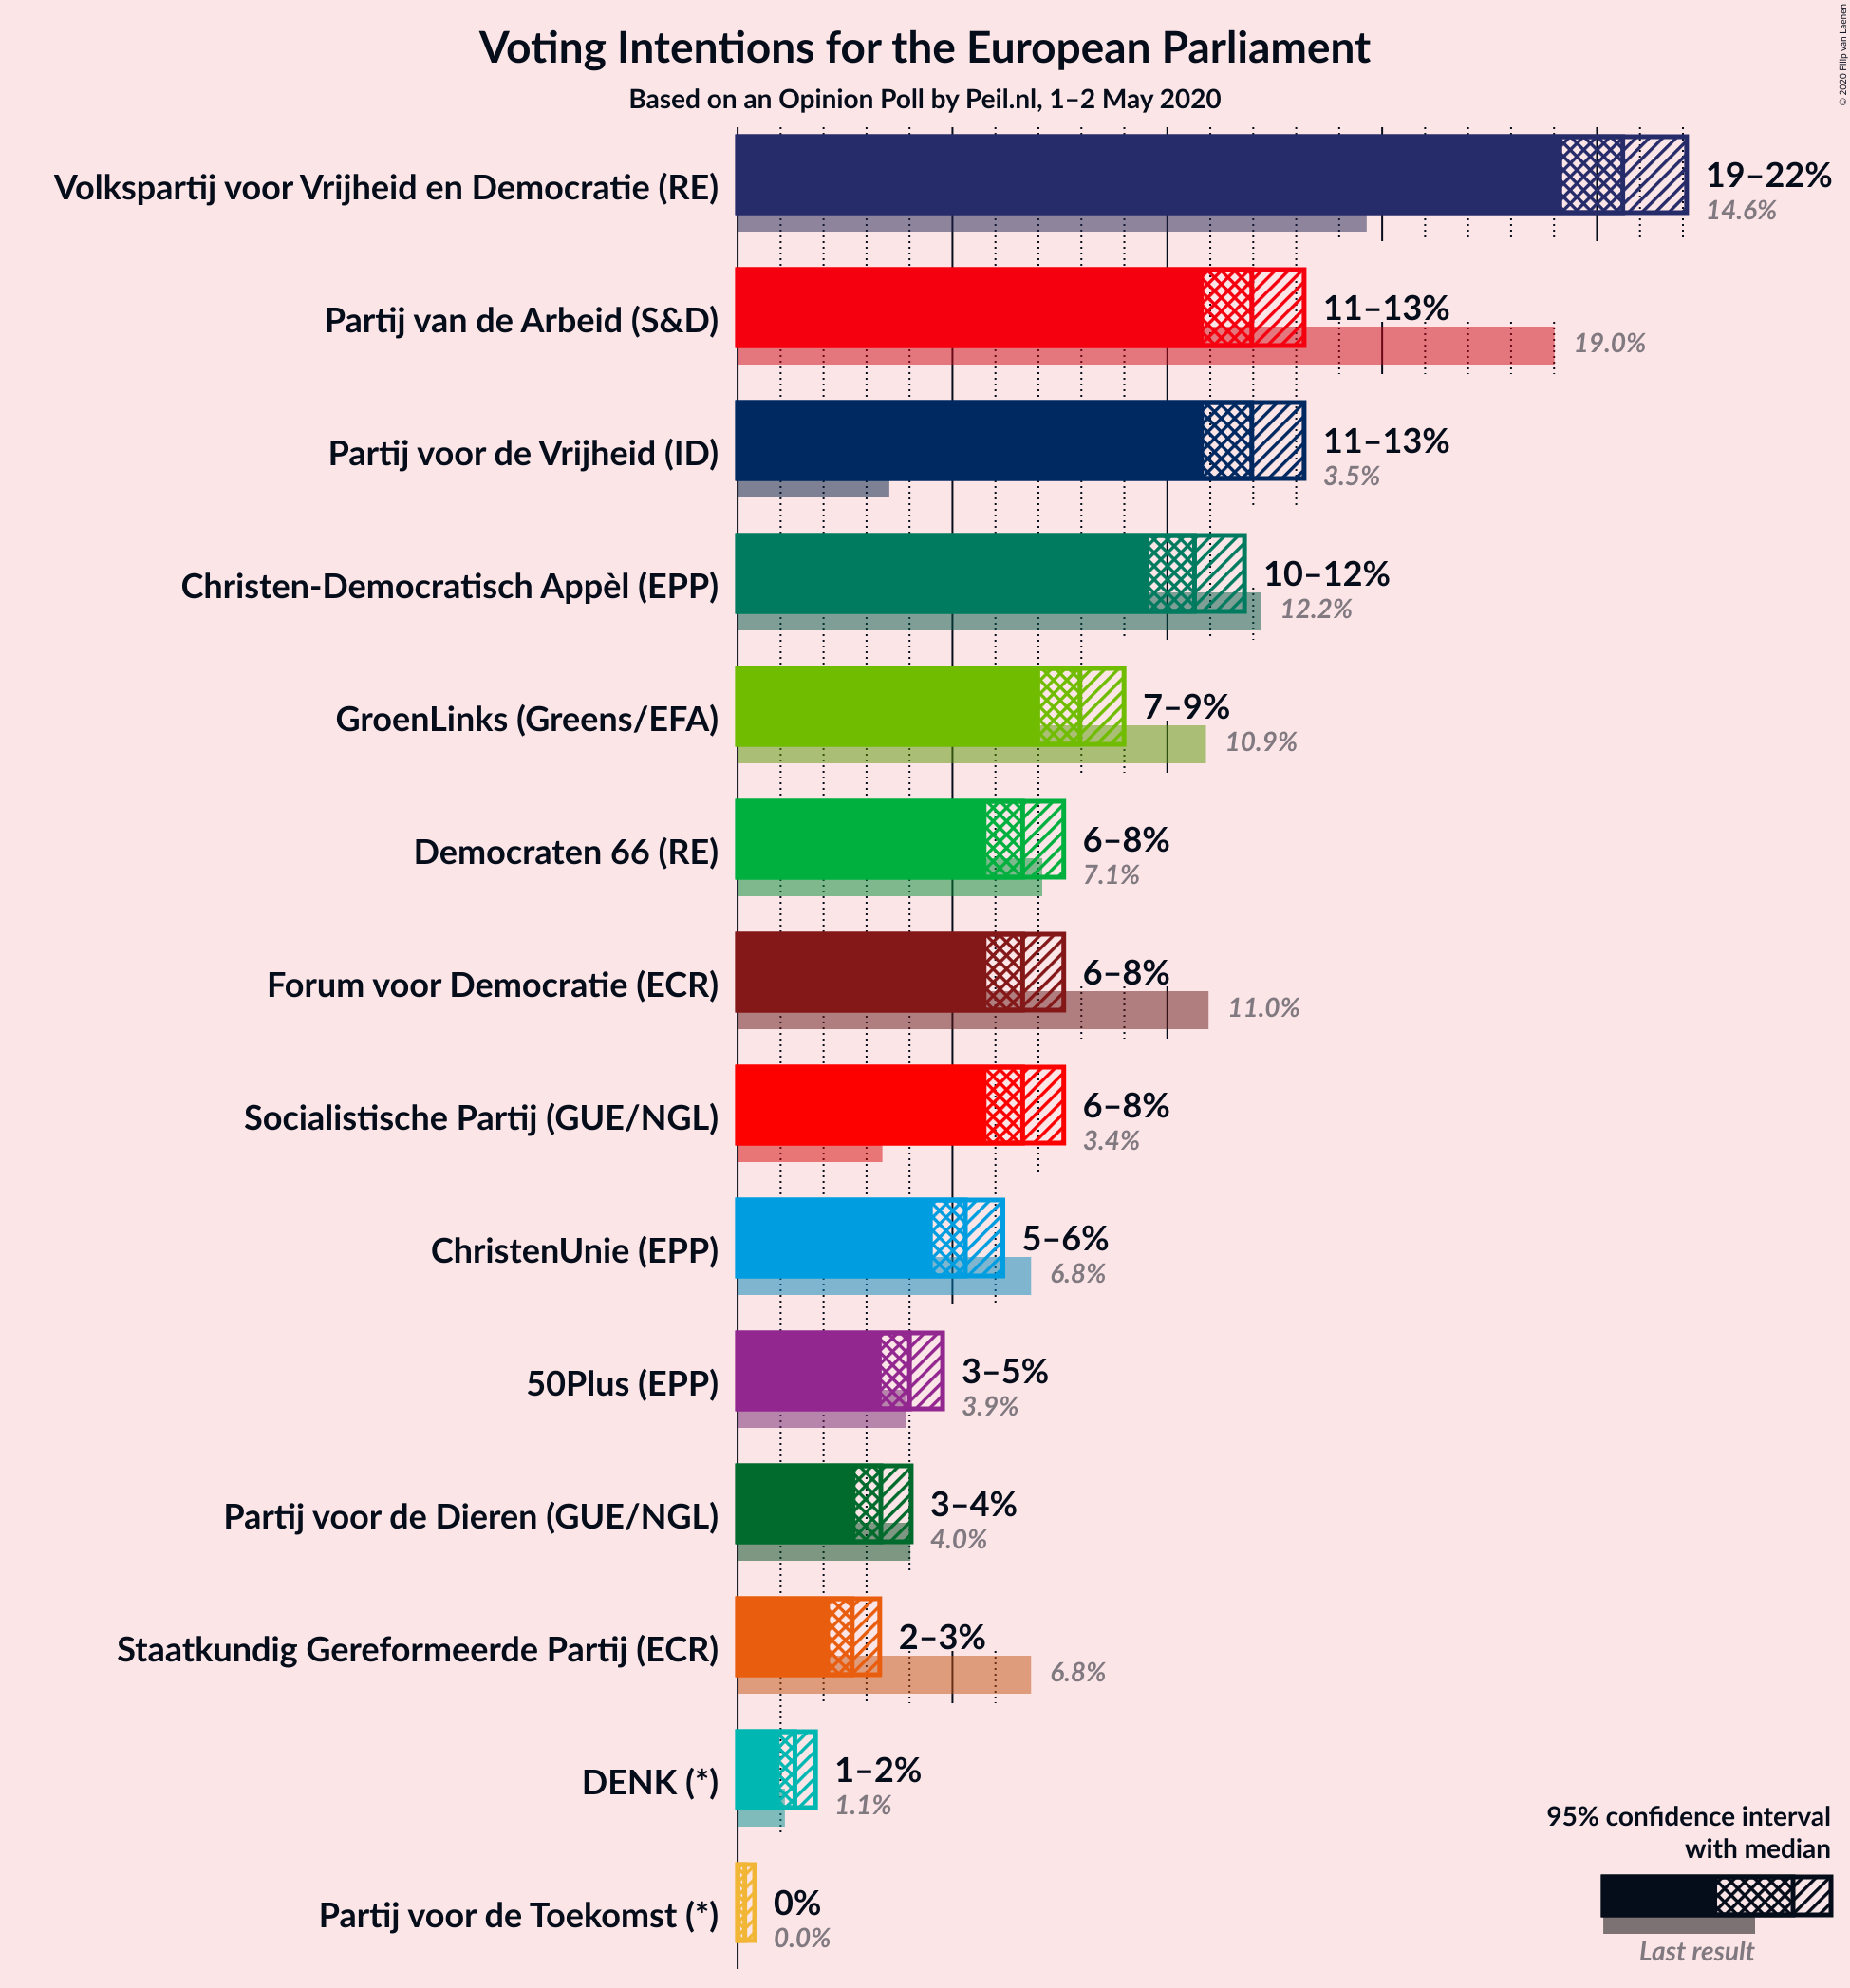 © 2020 Filip van Laenen
Voting Intentions for the European Parliament
Based on an Opinion Poll by Peil.nl, 1–2 May 2020
Volkspartij voor Vrijheid en Democratie (RE)
19–22%
14.6%
Partij van de Arbeid (S&D)
11–13%
19.0%
Partij voor de Vrijheid (ID)
11–13%
3.5%
Christen-Democratisch Appèl (EPP)
10–12%
12.2%
GroenLinks (Greens/EFA)
7–9%
10.9%
Democraten 66 (RE)
6–8%
7.1%
Forum voor Democratie (ECR)
6–8%
11.0%
Socialistische Partij (GUE/NGL)
6–8%
3.4%
ChristenUnie (EPP)
5–6%
6.8%
50Plus (EPP)
3–5%
3.9%
Partij voor de Dieren (GUE/NGL)
3–4%
4.0%
Staatkundig Gereformeerde Partij (ECR)
2–3%
6.8%
DENK (*)
1–2%
1.1%
Partij voor de Toekomst (*)
0%
0.0%
95% confidence interval
with median
Last result